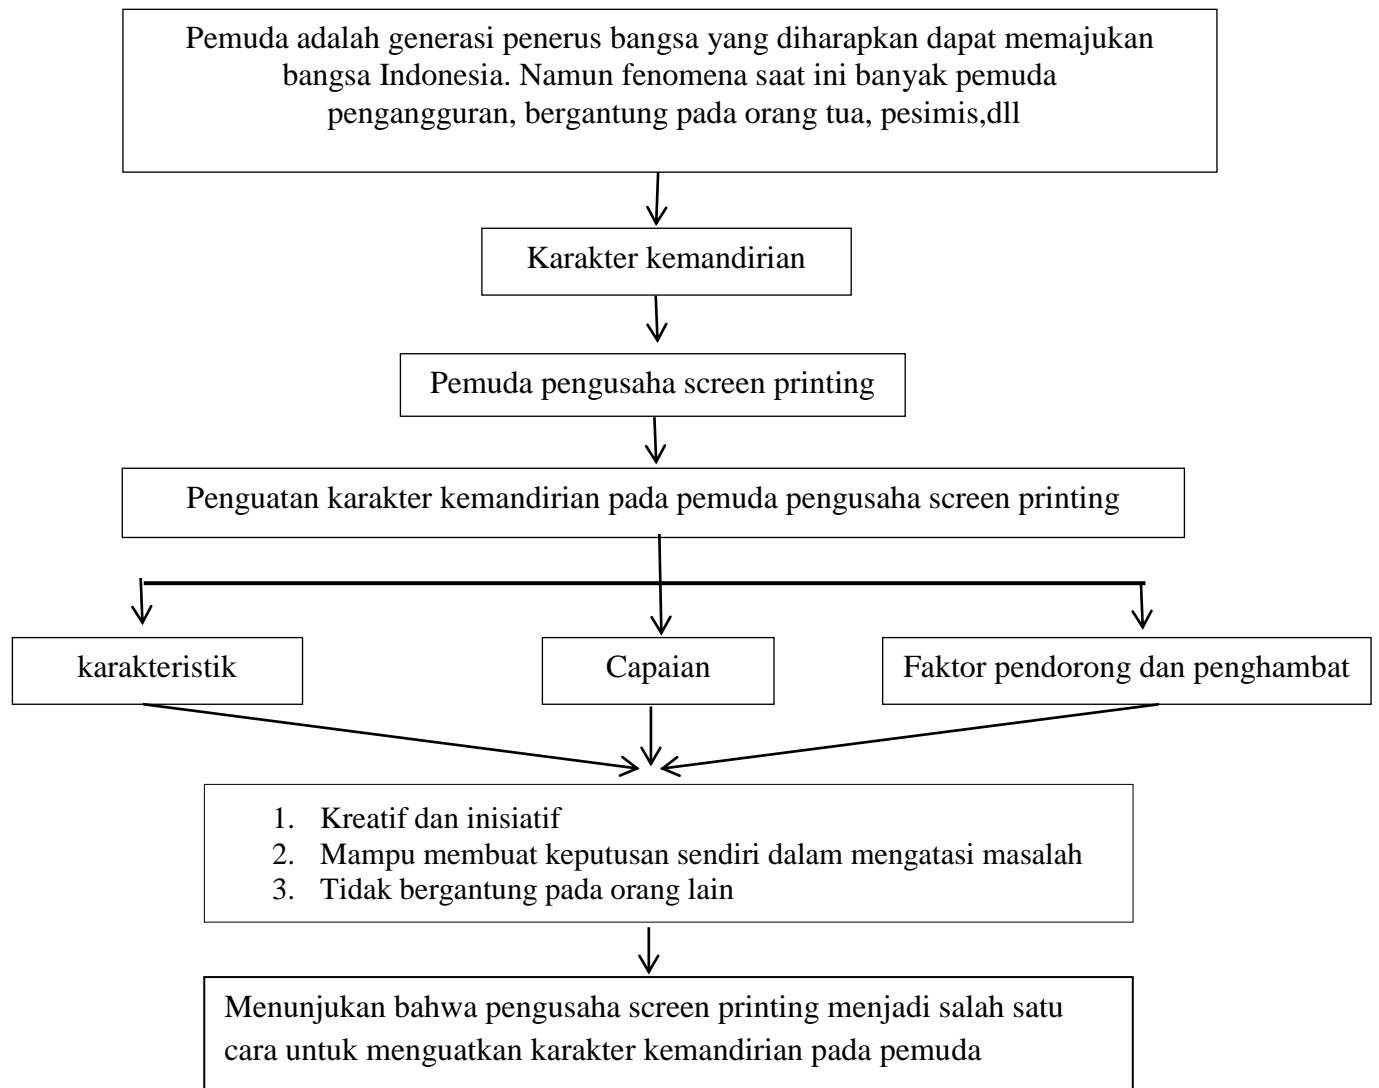 Pemuda adalah generasi penerus bangsa yang diharapkan dapat memajukan
bangsa Indonesia. Namun fenomena saat ini banyak pemuda
pengangguran, bergantung pada orang tua, pesimis,dll
Karakter kemandirian
Pemuda pengusaha screen printing
Penguatan karakter kemandirian pada pemuda pengusaha screen printing
karakteristik
Capaian
Faktor pendorong dan penghambat
1. Kreatif dan inisiatif
2. Mampu membuat keputusan sendiri dalam mengatasi masalah
3. Tidak bergantung pada orang lain
Menunjukan bahwa pengusaha screen printing menjadi salah satu
cara untuk menguatkan karakter kemandirian pada pemuda